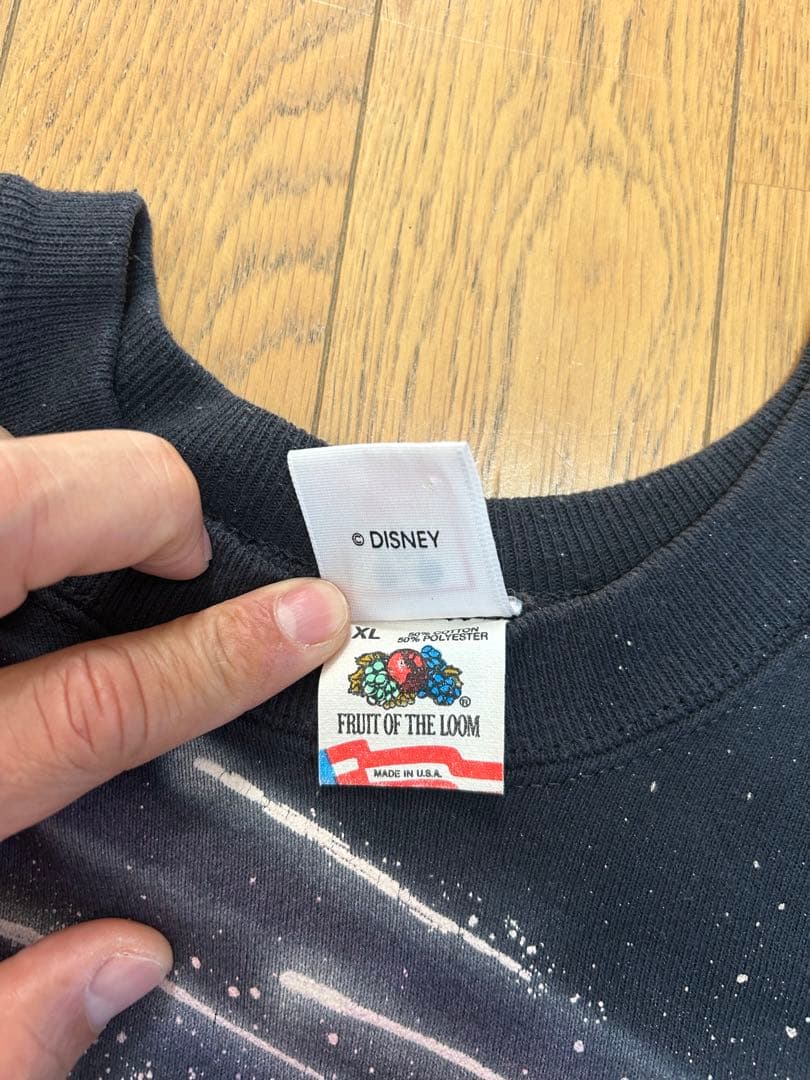 © DISNEY
XL
50% COTTON
50% POLYESTER
®
FRUIT OF THE LOOM
MADE IN U.S.A.